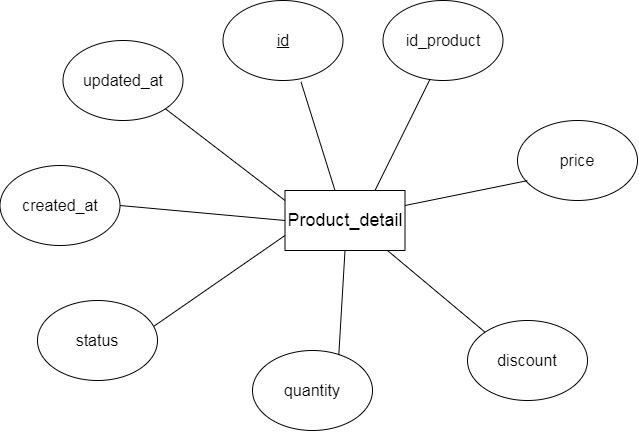 id
id_product
updated_at
price
created_at
Product_detail
status
discount
quantity